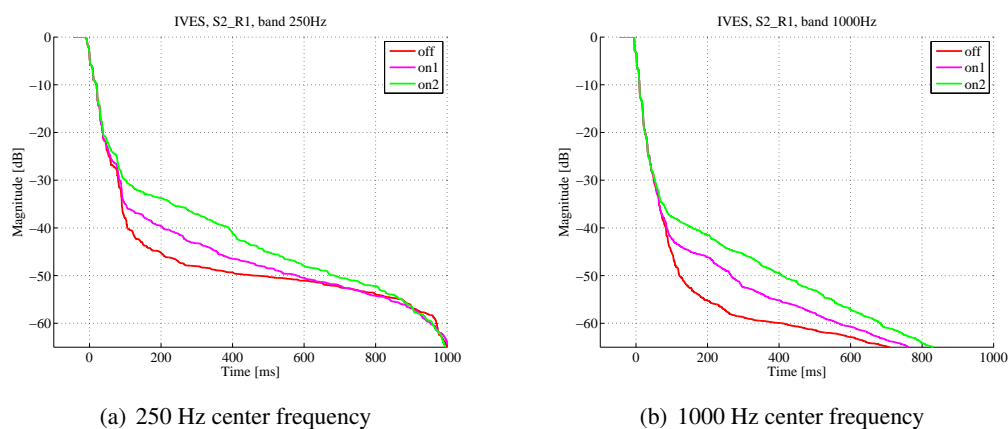 IVES, S2_R1, band 250Hz
0
−10
−20
−30
−40
−50
−60
Magnitude [dB]
off
on1
on2
0 200 400 600 800 1000
Time [ms]
(a) 250 Hz center frequency
IVES, S2_R1, band 1000Hz
0
−10
−20
−30
−40
−50
−60
Magnitude [dB]
off
on1
on2
0 200 400 600 800 1000
Time [ms]
(b) 1000 Hz center frequency